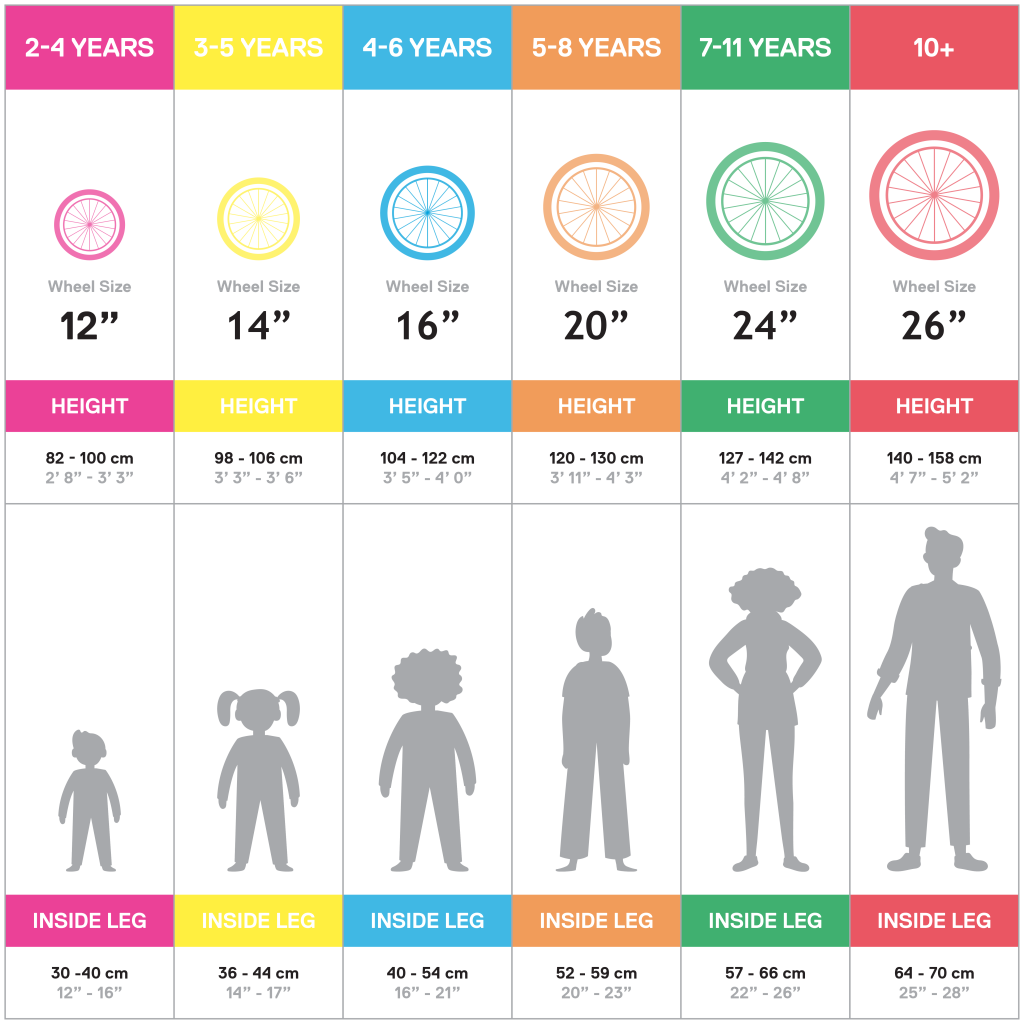 2-4 YEARS 3-5 YEARS 4-6 YEARS 5-8 YEARS 7-11 YEARS 10+
Wheel Size Wheel Size Wheel Size Wheel Size Wheel Size Wheel Size
12” 14” 16” 20” 24” 26”
HEIGHT HEIGHT HEIGHT HEIGHT HEIGHT HEIGHT
82 - 100 cm 98 - 106 cm 104 - 122 cm 120 - 130 cm 127 - 142 cm 140 - 158 cm
2’ 8” - 3’ 3” 3’ 3” - 3’ 6” 3’ 5” - 4’ 0” 3’ 11” - 4’ 3” 4’ 2” - 4’ 8” 4’ 7” - 5’ 2”
INSIDE LEG INSIDE LEG INSIDE LEG INSIDE LEG INSIDE LEG INSIDE LEG
30 -40 cm 36 - 44 cm 40 - 54 cm 52 - 59 cm 57 - 66 cm 64 - 70 cm
12” - 16” 14” - 17” 16” - 21” 20” - 23” 22” - 26” 25” - 28”